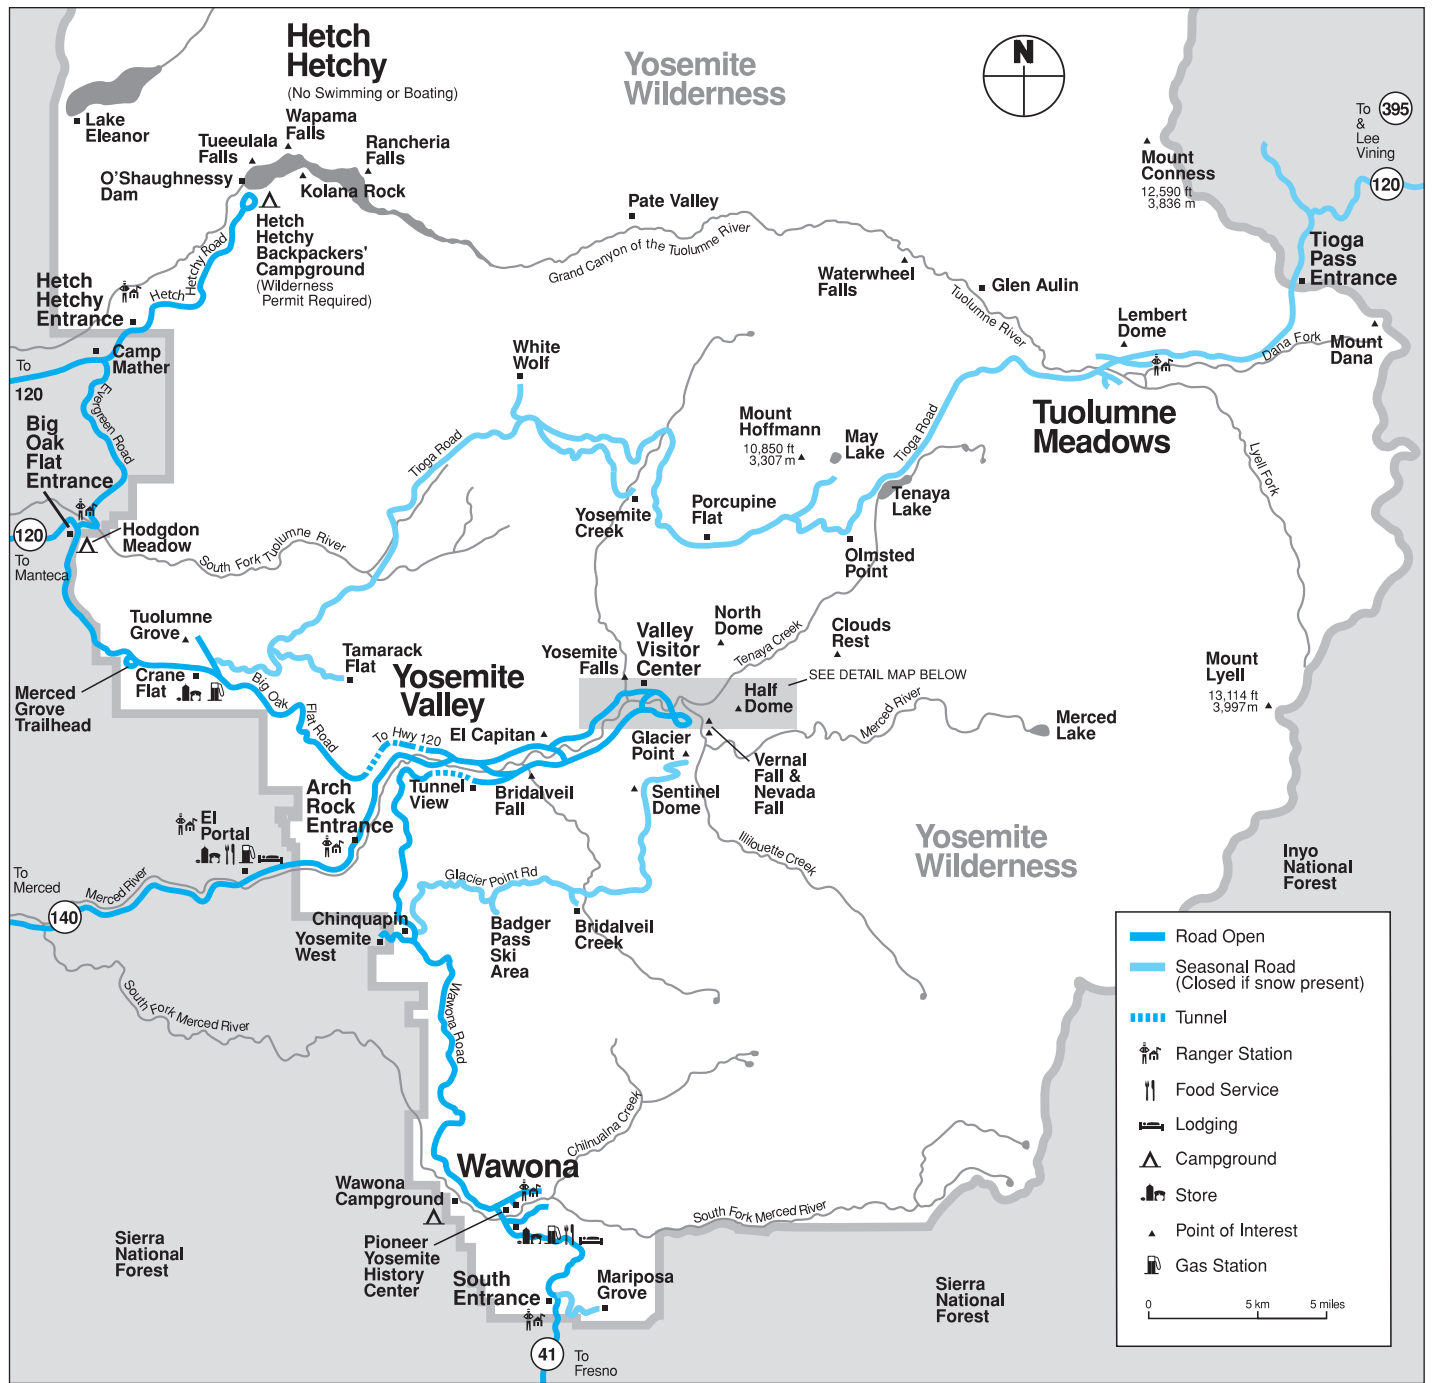 Hetch
Hetchy
(No Swimming or Boating)
Yosemite
Wilderness
N
To
395
&
Lee
Vining
120
Lake
Eleanor
Wapama
Falls
Tueeulala
Falls
Rancheria
Falls
O'Shaughnessy
Dam
Kolana Rock
Mount
Conness
12,590 ft
3,836 m
Pate Valley
Hetch
Hetchy
Backpackers'
Campground
(Wilderness
Permit Required)
Grand Canyon of the Tuolumne River
Tioga
Pass
Entrance
Hetch Hetchy Road
Hetch
Hetchy
Entrance
Waterwheel
Falls
Glen Aulin
Tuolumne River
Lembert
Dome
Dana Fork
Mount
Dana
Camp
Mather
To
120
White
Wolf
Evergreen Road
Big
Oak
Flat
Entrance
Tuolumne
Meadows
Mount
Hoffmann
10,850 ft
3,307 m
May
Lake
Tioga Road
Tioga Road
Lyell Fork
Tenaya
Lake
Porcupine
Flat
Yosemite
Creek
120
To
Manteca
Hodgdon
Meadow
South Fork Tuolumne River
Olmsted
Point
Tuolumne
Grove
North
Dome
Clouds
Rest
Tenaya Creek
Valley
Visitor
Center
Yosemite
Falls
Tamarack
Flat
Yosemite
Valley
SEE DETAIL MAP BELOW
Mount
Lyell
13,114 ft
3,997 m
Crane
Flat
Merced
Grove
Trailhead
Big Oak Flat Road
Half
Dome
Merced River
Merced
Lake
To Hwy 120
El Capitan
Glacier
Point
Vernal
Fall &
Nevada
Fall
Arch
Rock
Entrance
Tunnel
View
Bridalveil
Fall
Sentinel
Dome
El
Portal
Illilouette Creek
Yosemite
Wilderness
Inyo
National
Forest
To
Merced
Merced River
140
Glacier Point Rd
Chinquapin
Yosemite
West
Badger
Pass
Ski
Area
Bridalveil
Creek
South Fork Merced River
Wawona Road
Road Open
Seasonal Road
(Closed if snow present)
Tunnel
Ranger Station
Food Service
Lodging
Campground
Store
Point of Interest
Gas Station
0
5 km
5 miles
Chilnualna Creek
Wawona
Wawona
Campground
South Fork Merced River
Pioneer
Yosemite
History
Center
South
Entrance
Mariposa
Grove
Sierra
National
Forest
Sierra
National
Forest
41
To
Fresno